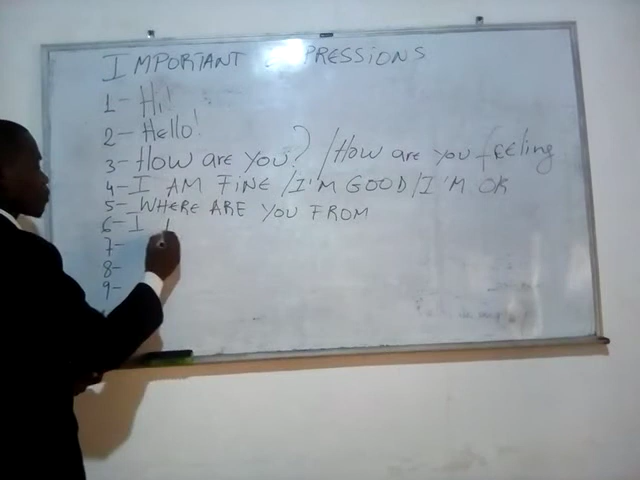 IMPORTANT EXPRESSIONS
1- Hi!
2- Hello!
3- How are you? / How are you feeling
4- I AM FINE / I'M GOOD / I'M OK
5- WHERE ARE YOU FROM
6- I
7-
8-
9-